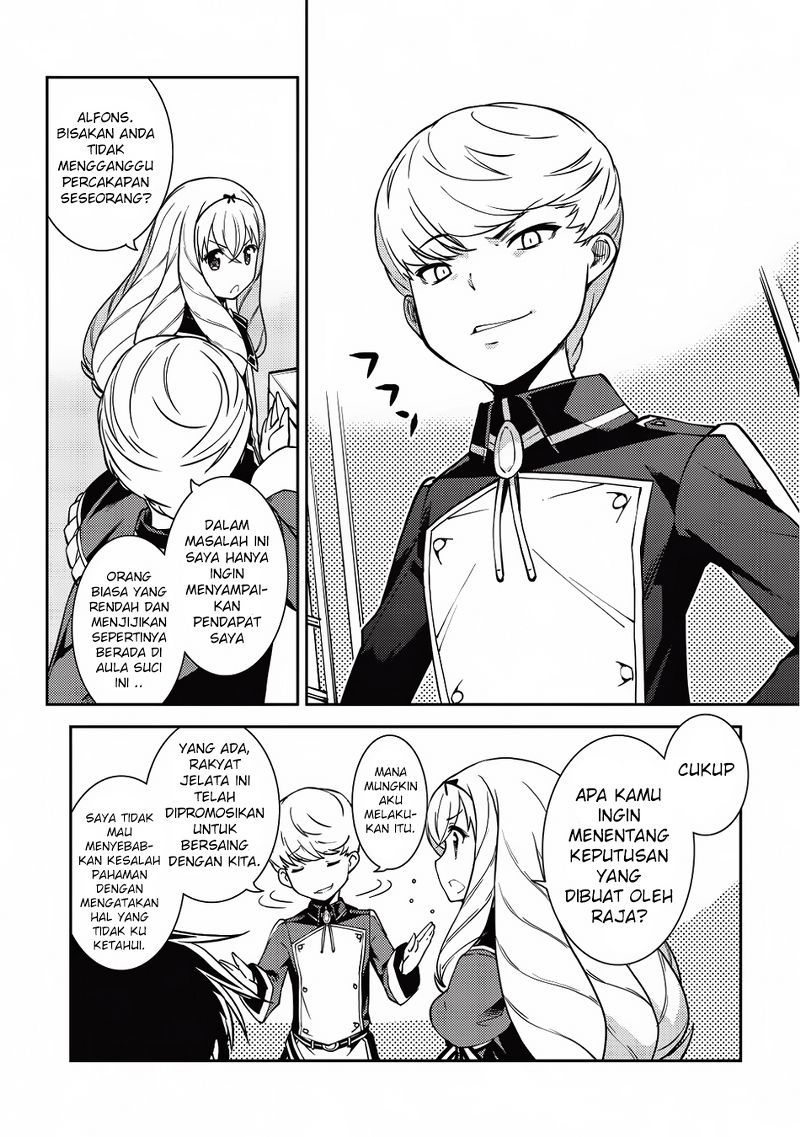 ALFONS.
BISAKAN ANDA
TIDAK
MENGGANGGU
PERCAKAPAN
SESEORANG?
DALAM
MASALAH INI
SAYA HANYA
INGIN
MENYAMPAI-
KAN
PENDAPAT
SAYA
ORANG
BIASA YANG
RENDAH DAN
MENJIJIKAN
SEPERTINYA
BERADA DI
AULA SUCI
INI ..
CUKUP
APA KAMU
INGIN
MENENTANG
KEPUTUSAN
YANG
DIBUAT OLEH
RAJA?
MANA
MUNGKIN
AKU
MELAKU-
KAN ITU.
YANG ADA,
RAKYAT
JELATA INI
TELAH
DIPROMOSIKAN
UNTUK
BERSAING
DENGAN KITA.
SAYA TIDAK
MAU
MENYEBAB-
KAN KESALAH
PAHAMAN
DENGAN
MENGATAKAN
HAL YANG
TIDAK KU
KETAHUI.